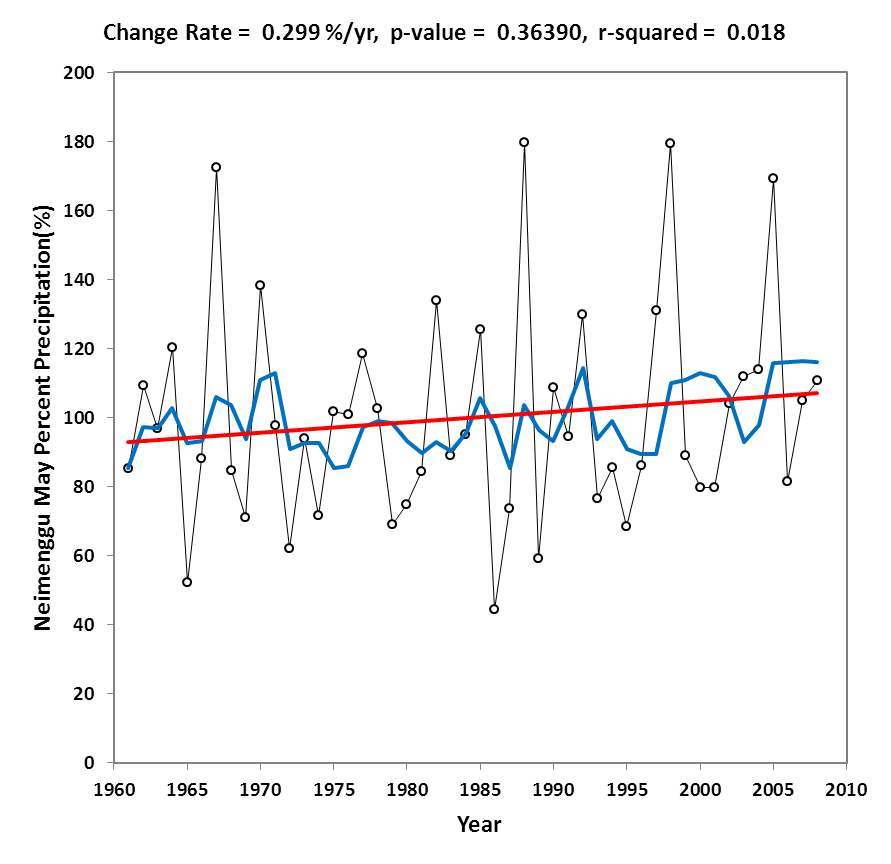 Change Rate = 0.299 %/yr, p-value = 0.36390, r-squared = 0.018
Neimenggu May Percent Precipitation(%)
200
180
160
140
120
100
80
60
40
20
0
1960 1965 1970 1975 1980 1985 1990 1995 2000 2005 2010
Year